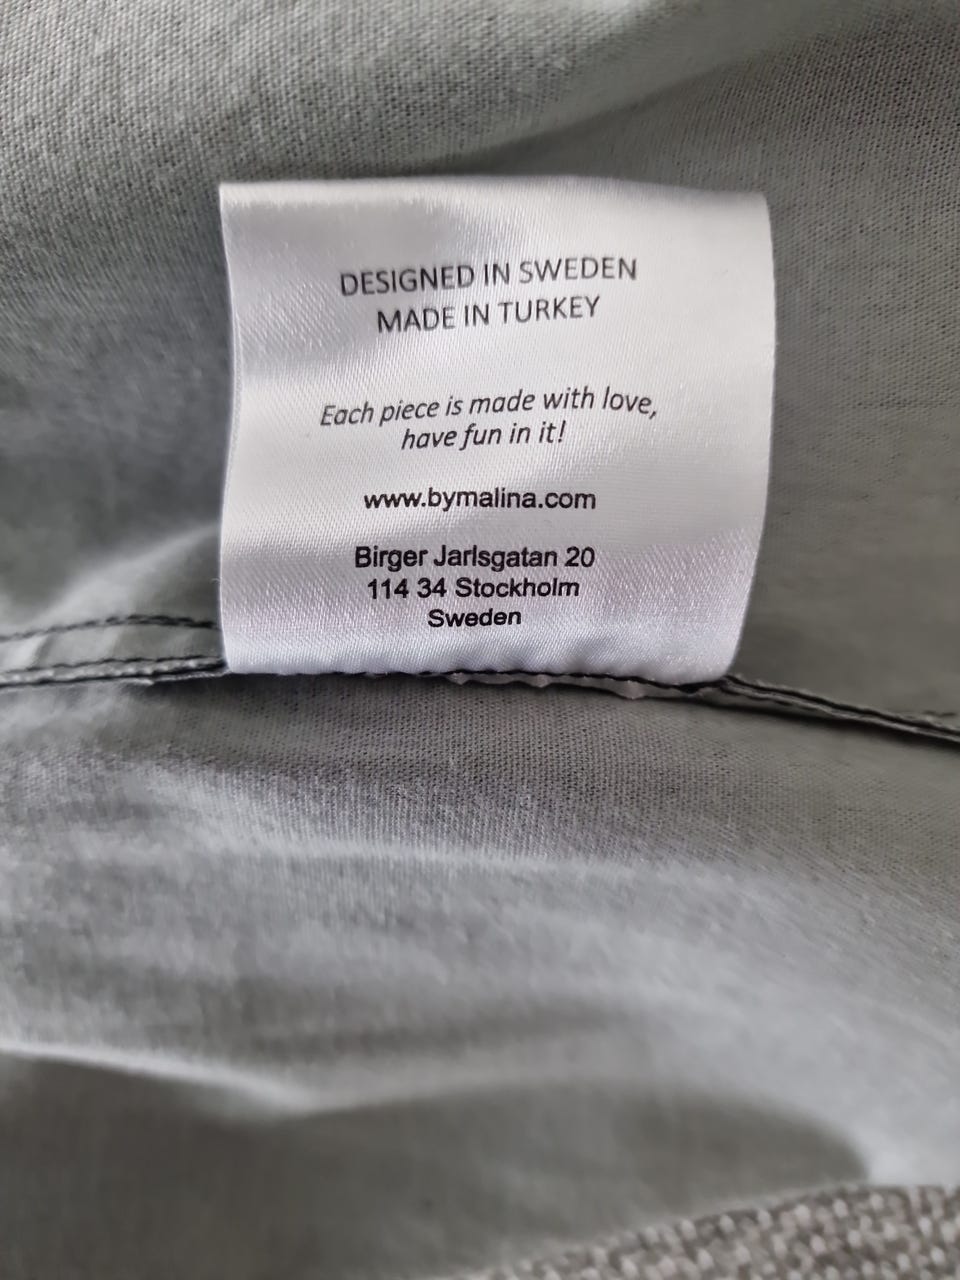 DESIGNED IN SWEDEN
MADE IN TURKEY
Each piece is made with love,
have fun in it!
www.bymalina.com
Birger Jarlsgatan 20
114 34 Stockholm
Sweden